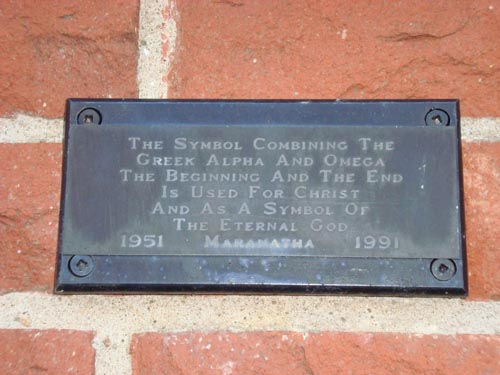 The Symbol Combining The
Greek Alpha And Omega
The Beginning And The End
Is Used For Christ
And As A Symbol Of
The Eternal God
1951 Maranatha 1991